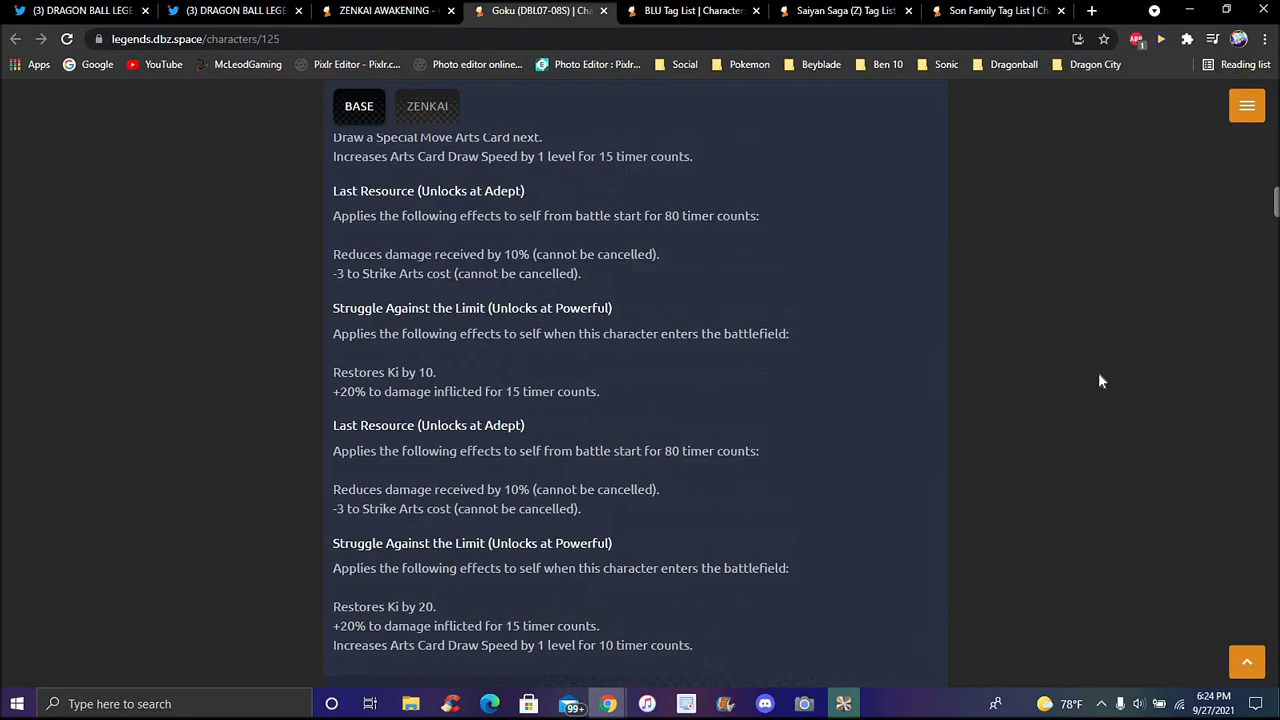 (3) DRAGON BALL LEGE
(3) DRAGON BALL LEGE
ZENKAI AWAKENING -
Goku (DBL07-08S) | Cha
BLU Tag List | Characters
Saiyan Saga (Z) Tag List
Son Family Tag List | Cha
legends.dbz.space/characters/125
ABP
1
Apps
Google
YouTube
McLeodGaming
Pixlr Editor - Pixlr.c...
Photo editor online...
Photo Editor : Pixlr...
Social
Pokemon
Beyblade
Ben 10
Sonic
Dragonball
Dragon City
Reading list
BASE
ZENKAI
Draw a Special Move Arts Card next.
Increases Arts Card Draw Speed by 1 level for 15 timer counts.
Last Resource (Unlocks at Adept)
Applies the following effects to self from battle start for 80 timer counts:
Reduces damage received by 10% (cannot be cancelled).
-3 to Strike Arts cost (cannot be cancelled).
Struggle Against the Limit (Unlocks at Powerful)
Applies the following effects to self when this character enters the battlefield:
Restores Ki by 10.
+20% to damage inflicted for 15 timer counts.
Last Resource (Unlocks at Adept)
Applies the following effects to self from battle start for 80 timer counts:
Reduces damage received by 10% (cannot be cancelled).
-3 to Strike Arts cost (cannot be cancelled).
Struggle Against the Limit (Unlocks at Powerful)
Applies the following effects to self when this character enters the battlefield:
Restores Ki by 20.
+20% to damage inflicted for 15 timer counts.
Increases Arts Card Draw Speed by 1 level for 10 timer counts.
Type here to search
99+
78°F
6:24 PM
9/27/2021